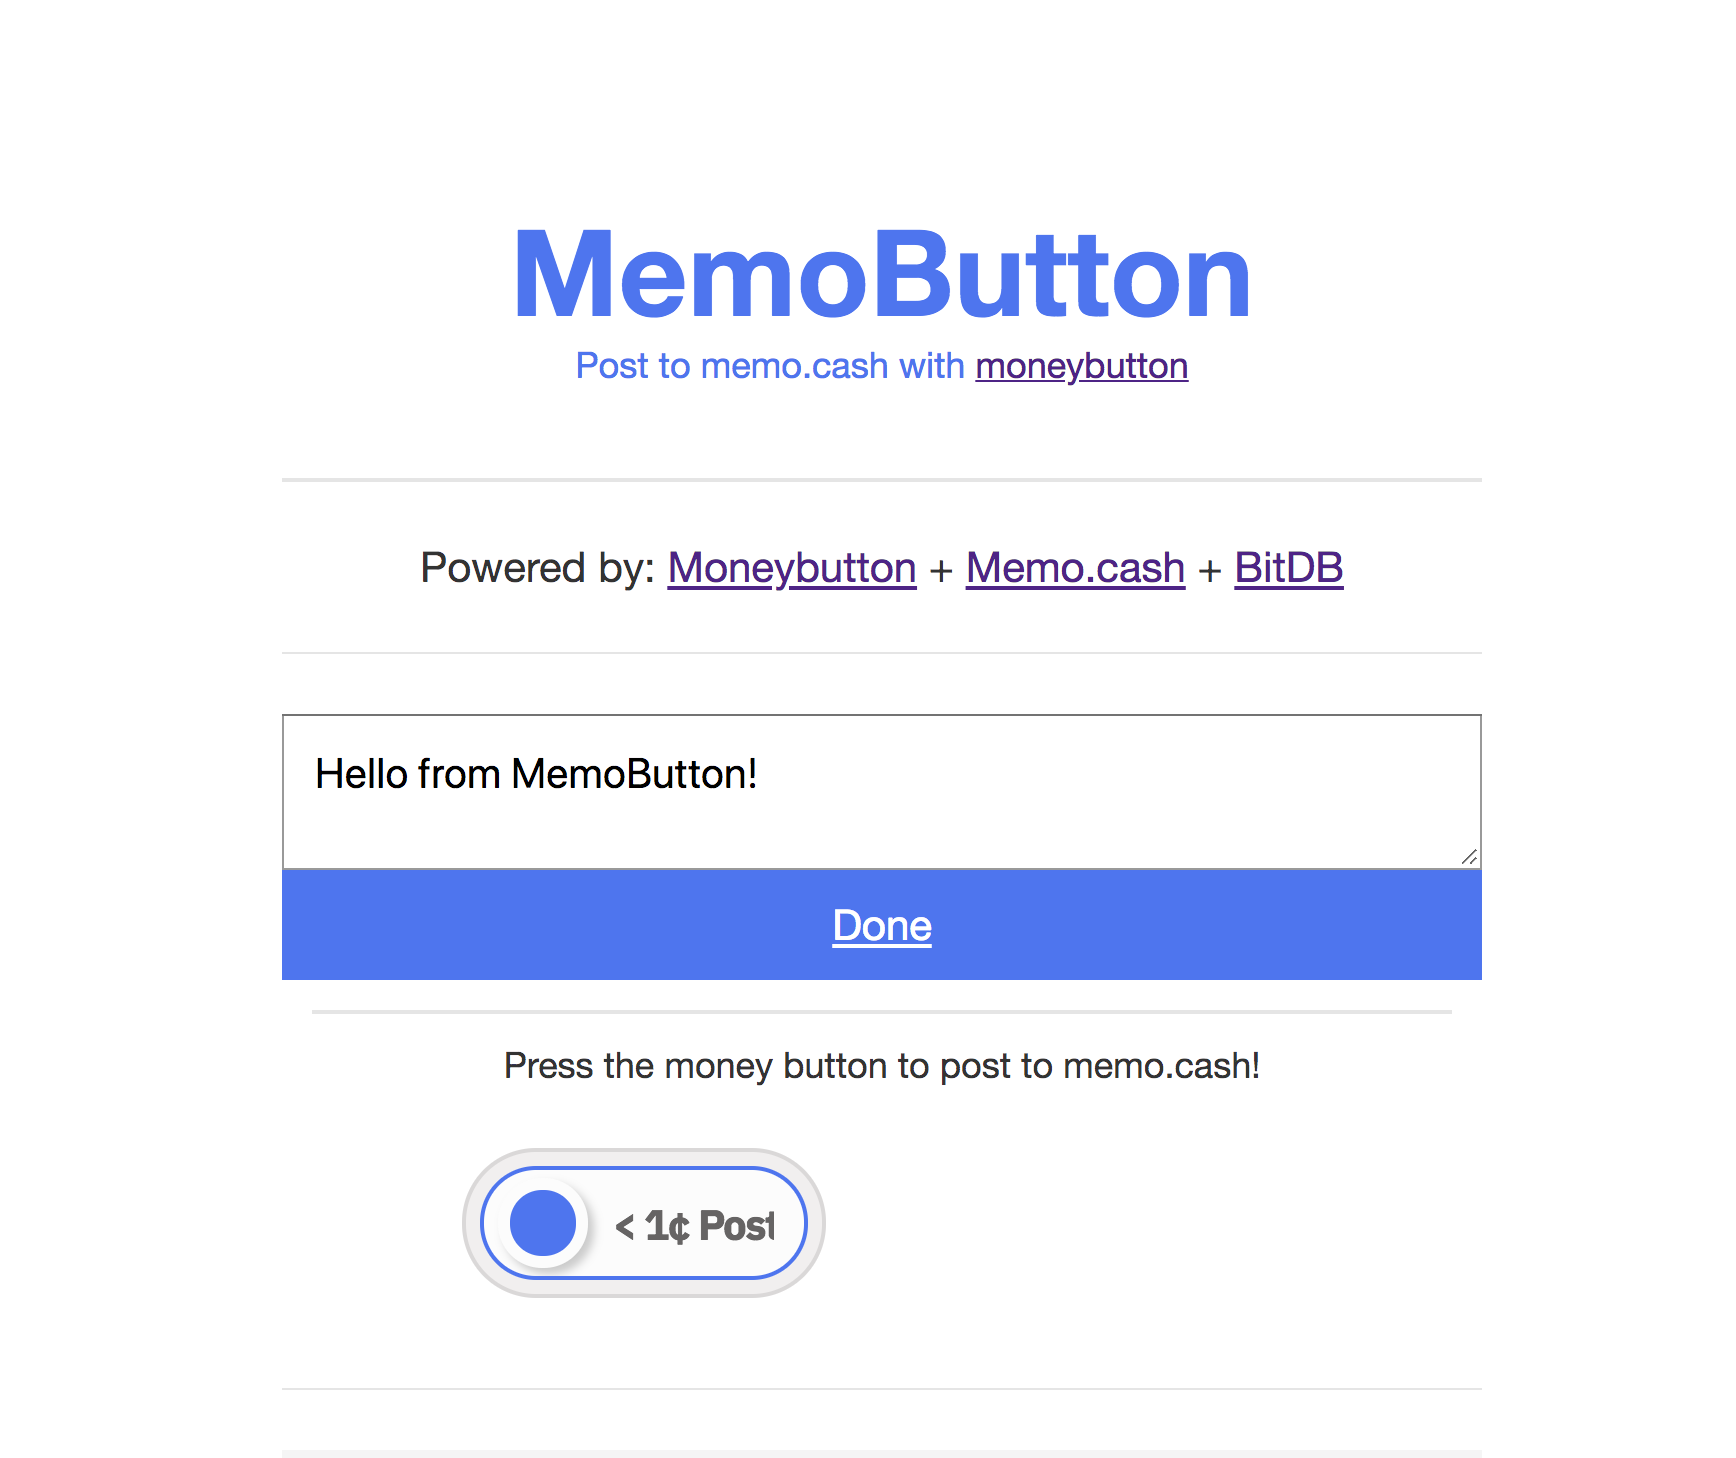 MemoButton
Post to memo.cash with moneybutton
Powered by: Moneybutton + Memo.cash + BitDB
Hello from MemoButton!
Done
Press the money button to post to memo.cash!
< 1¢ Post